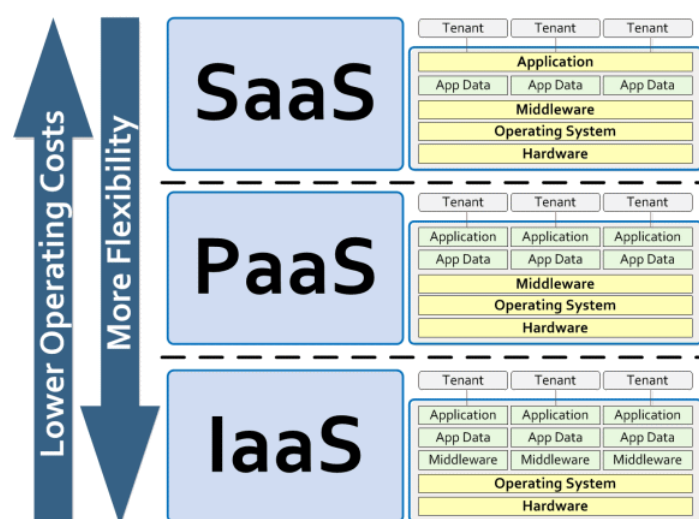 Lower Operating Costs
More Flexibility
SaaS
Tenant Tenant Tenant
Application
App Data App Data App Data
Middleware
Operating System
Hardware
PaaS
Tenant Tenant Tenant
Application Application Application
App Data App Data App Data
Middleware
Operating System
Hardware
IaaS
Tenant Tenant Tenant
Application Application Application
App Data App Data App Data
Middleware Middleware Middleware
Operating System
Hardware